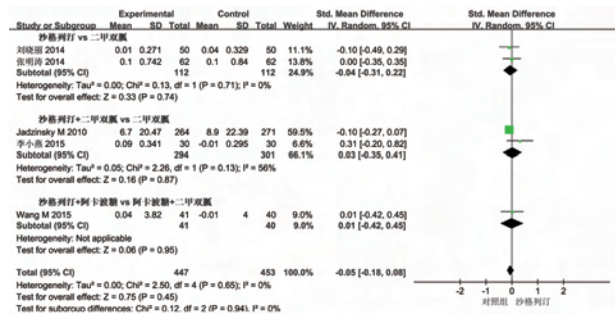 Experimental Control Std. Mean Difference Std. Mean Difference
Study or Subgroup Mean SD Total Mean SD Total Weight IV, Random, 95% CI IV, Random, 95% CI
沙格列汀 vs 二甲双胍
刘晓丽 2014 0.01 0.271 50 0.04 0.329 50 11.1% -0.10 [-0.49, 0.29]
张明涛 2014 0.1 0.742 62 0.1 0.84 62 13.8% 0.00 [-0.35, 0.35]
Subtotal (95% CI) 112 112 24.9% -0.04 [-0.31, 0.22]
Heterogeneity: Tau² = 0.00; Chi² = 0.13, df = 1 (P = 0.71); I² = 0%
Test for overall effect: Z = 0.33 (P = 0.74)
沙格列汀+二甲双胍 vs 二甲双胍
Jadzinsky M 2010 6.7 20.47 264 8.9 22.39 271 59.5% -0.10 [-0.27, 0.07]
李小燕 2015 0.09 0.341 30 -0.01 0.295 30 6.6% 0.31 [-0.20, 0.82]
Subtotal (95% CI) 294 301 66.1% 0.03 [-0.35, 0.41]
Heterogeneity: Tau² = 0.05; Chi² = 2.26, df = 1 (P = 0.13); I² = 56%
Test for overall effect: Z = 0.16 (P = 0.87)
沙格列汀+阿卡波糖 vs 阿卡波糖+二甲双胍
Wang M 2015 0.04 3.82 41 -0.01 4 40 9.0% 0.01 [-0.42, 0.45]
Subtotal (95% CI) 41 40 9.0% 0.01 [-0.42, 0.45]
Heterogeneity: Not applicable
Test for overall effect: Z = 0.06 (P = 0.95)
Total (95% CI) 447 453 100.0% -0.05 [-0.18, 0.08]
Heterogeneity: Tau² = 0.00; Chi² = 2.50, df = 4 (P = 0.65); I² = 0%
Test for overall effect: Z = 0.75 (P = 0.45)
Test for subgroup differences: Chi² = 0.12, df = 2 (P = 0.94), I² = 0%
-2 -1 0 1 2
对照组 沙格列汀